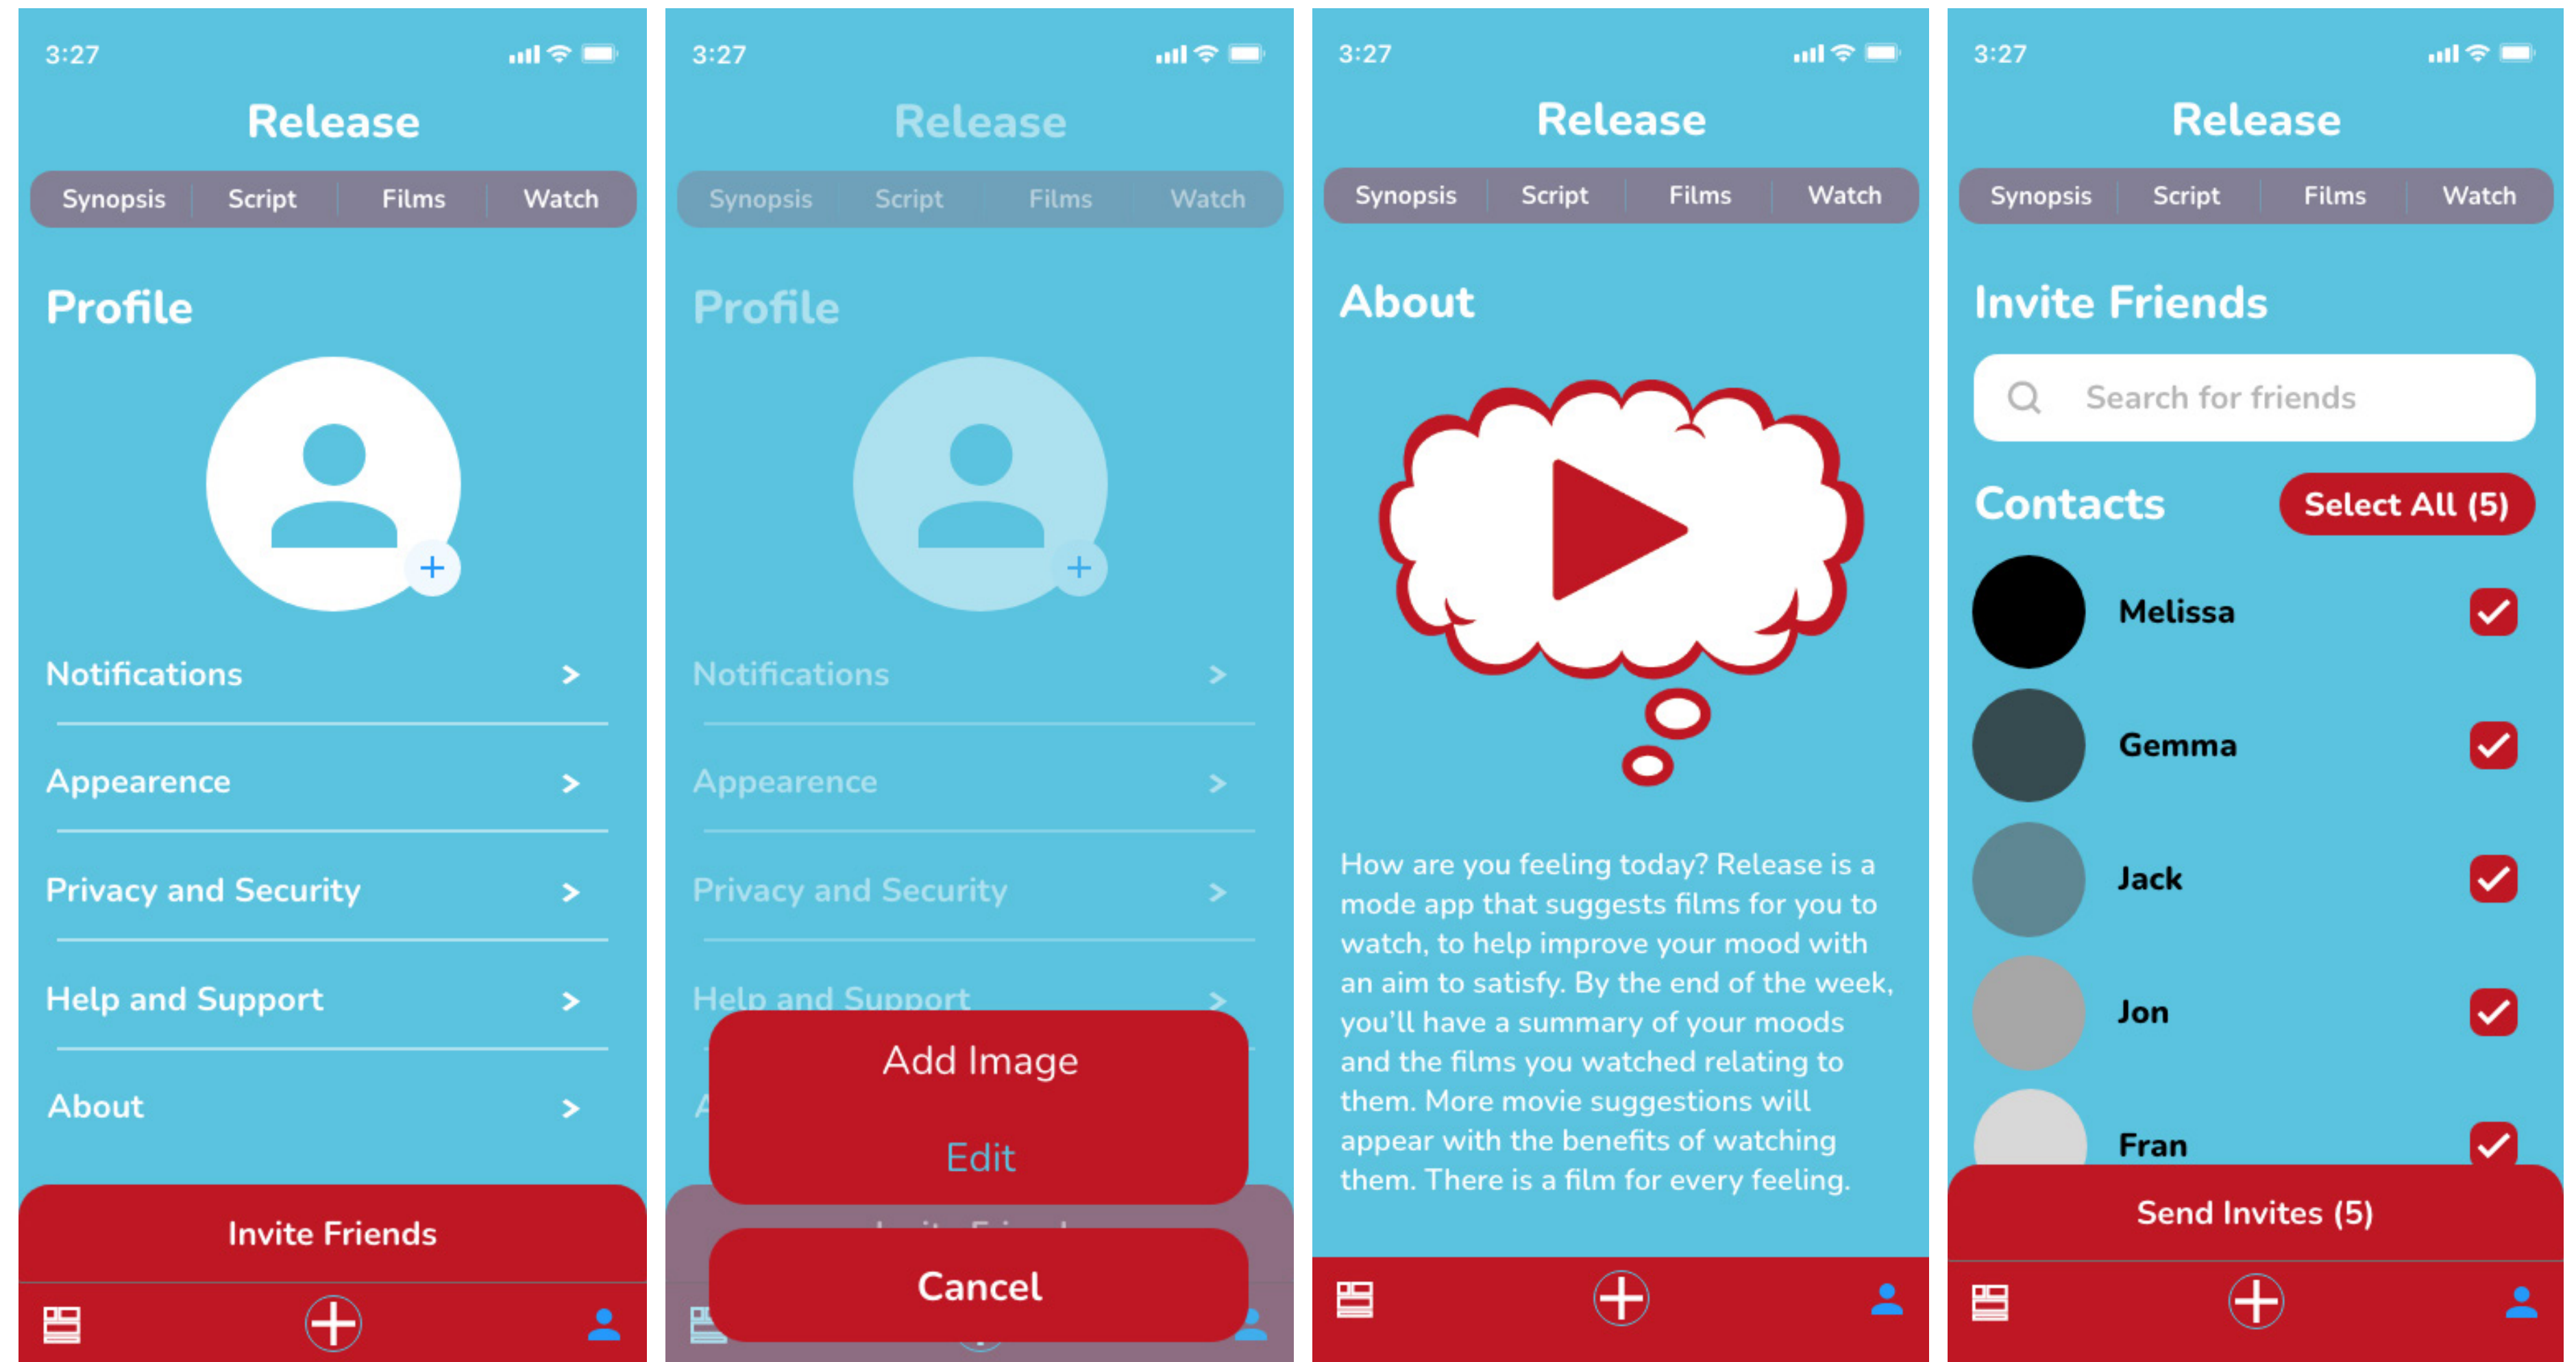 3:27
Release
Synopsis Script Films Watch
Profile
Notifications >
Appearence >
Privacy and Security >
Help and Support >
About >
Invite Friends
3:27
Release
Synopsis Script Films Watch
Profile
Notifications >
Appearence >
Privacy and Security >
Help and Support >
Add Image
Edit
Cancel
3:27
Release
Synopsis Script Films Watch
About
How are you feeling today? Release is a
mode app that suggests films for you to
watch, to help improve your mood with
an aim to satisfy. By the end of the week,
you’ll have a summary of your moods
and the films you watched relating to
them. More movie suggestions will
appear with the benefits of watching
them. There is a film for every feeling.
3:27
Release
Synopsis Script Films Watch
Invite Friends
Search for friends
Contacts Select All (5)
Melissa
Gemma
Jack
Jon
Fran
Send Invites (5)